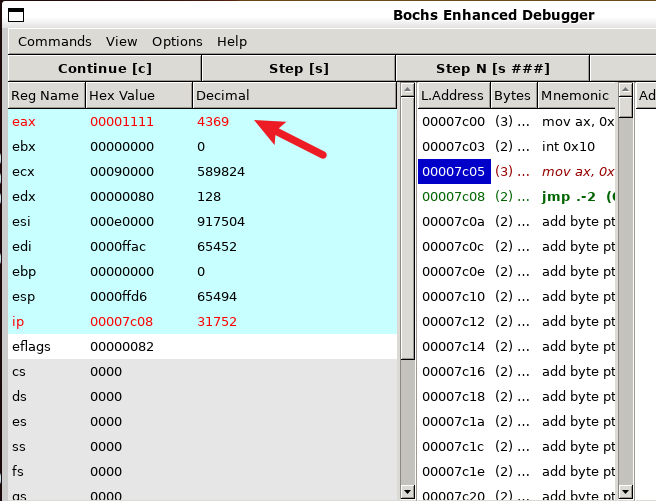 Bochs Enhanced Debugger
Commands View Options Help
Continue [c] Step [s] Step N [s ###]
Reg Name Hex Value Decimal L.Address Bytes Mnemonic Ad
eax 00001111 4369 00007c00 (3) ... mov ax, 0x
ebx 00000000 0 00007c03 (2) ... int 0x10
ecx 00090000 589824 00007c05 (3) ... mov ax, 0x
edx 00000080 128 00007c08 (2) ... jmp .-2 (0
esi 000e0000 917504 00007c0a (2) ... add byte pt
edi 0000ffac 65452 00007c0c (2) ... add byte pt
ebp 00000000 0 00007c0e (2) ... add byte pt
esp 0000ffd6 65494 00007c10 (2) ... add byte pt
ip 00007c08 31752 00007c12 (2) ... add byte pt
eflags 00000082 00007c14 (2) ... add byte pt
cs 0000 00007c16 (2) ... add byte pt
ds 0000 00007c18 (2) ... add byte pt
es 0000 00007c1a (2) ... add byte pt
ss 0000 00007c1c (2) ... add byte pt
fs 0000 00007c1e (2) ... add byte pt
gs 0000 00007c20 (2) ... add byte pt